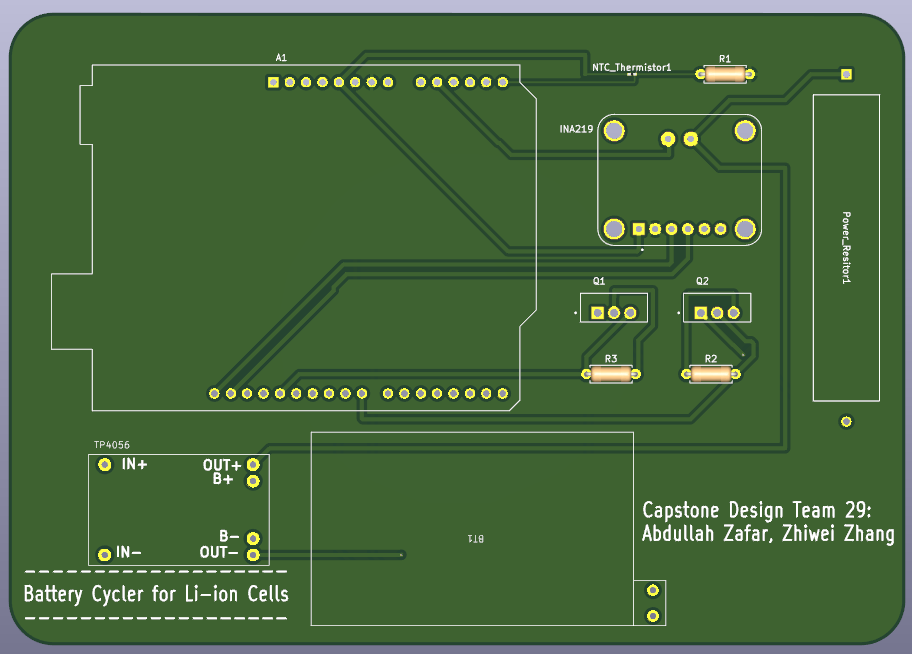 A1
NTC_Thermistor1
R1
INA219
Power_Resitor1
Q1
Q2
R3
R2
TP4056
IN+
OUT+
B+
B-
IN-
OUT-
BT1
Capstone Design Team 29:
Abdullah Zafar, Zhiwei Zhang
Battery Cycler for Li-ion Cells